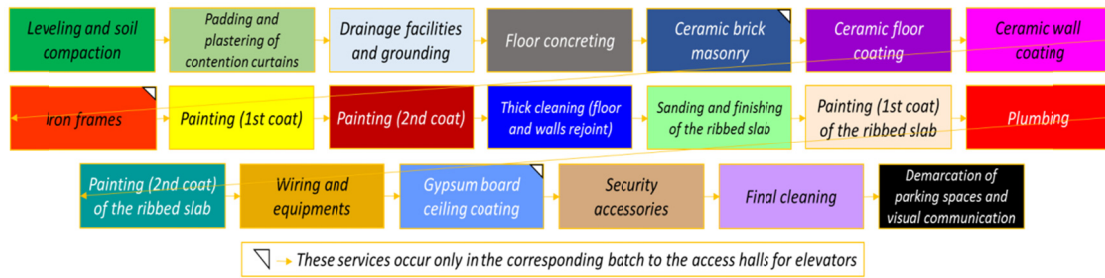 Leveling and soil
compaction
Padding and
plastering of
contention curtains
Drainage facilities
and grounding
Floor concreting
Ceramic brick
masonry
Ceramic floor
coating
Ceramic wall
coating
Iron frames
Painting (1st coat)
Painting (2nd coat)
Thick cleaning (floor
and walls rejoint)
Sanding and finishing
of the ribbed slab
Painting (1st coat)
of the ribbed slab
Plumbing
Painting (2nd coat)
of the ribbed slab
Wiring and
equipments
Gypsum board
ceiling coating
Security
accessories
Final cleaning
Demarcation of
parking spaces and
visual communication
These services occur only in the corresponding batch to the access halls for elevators